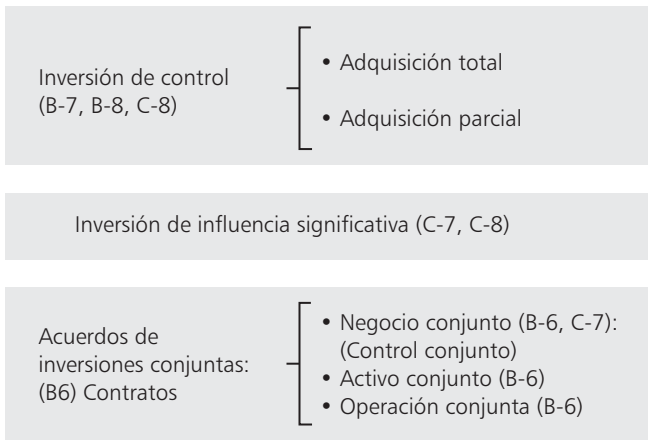 Inversión de control
(B-7, B-8, C-8)
• Adquisición total
• Adquisición parcial
Inversión de influencia significativa (C-7, C-8)
Acuerdos de
inversiones conjuntas:
(B6) Contratos
• Negocio conjunto (B-6, C-7):
(Control conjunto)
• Activo conjunto (B-6)
• Operación conjunta (B-6)